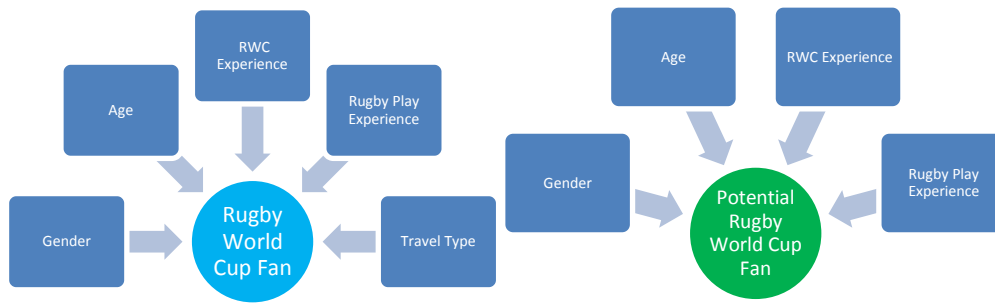 RWC
Experience
Age
Rugby Play
Experience
Gender
Rugby
World
Cup Fan
Travel Type
Age
RWC Experience
Gender
Rugby Play
Experience
Potential
Rugby
World Cup
Fan